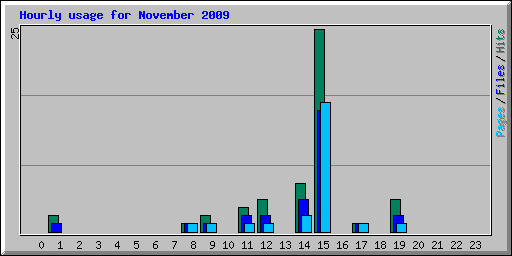 Hourly usage for November 2009
25
Pages / Files / Hits
0 1 2 3 4 5 6 7 8 9 10 11 12 13 14 15 16 17 18 19 20 21 22 23